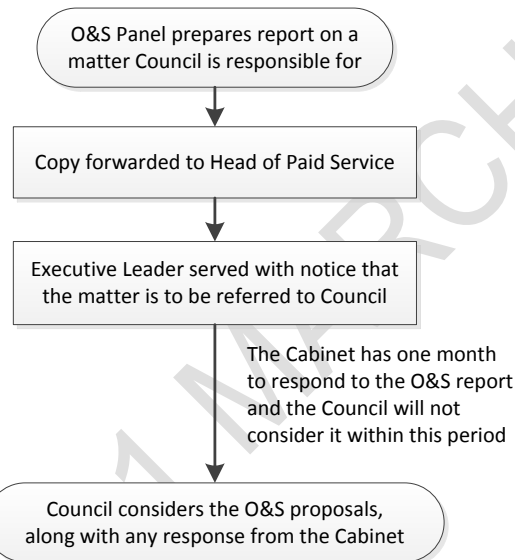 O&S Panel prepares report on a
matter Council is responsible for
Copy forwarded to Head of Paid Service
Executive Leader served with notice that
the matter is to be referred to Council
The Cabinet has one month
to respond to the O&S report
and the Council will not
consider it within this period
Council considers the O&S proposals,
along with any response from the Cabinet
1 MARCH